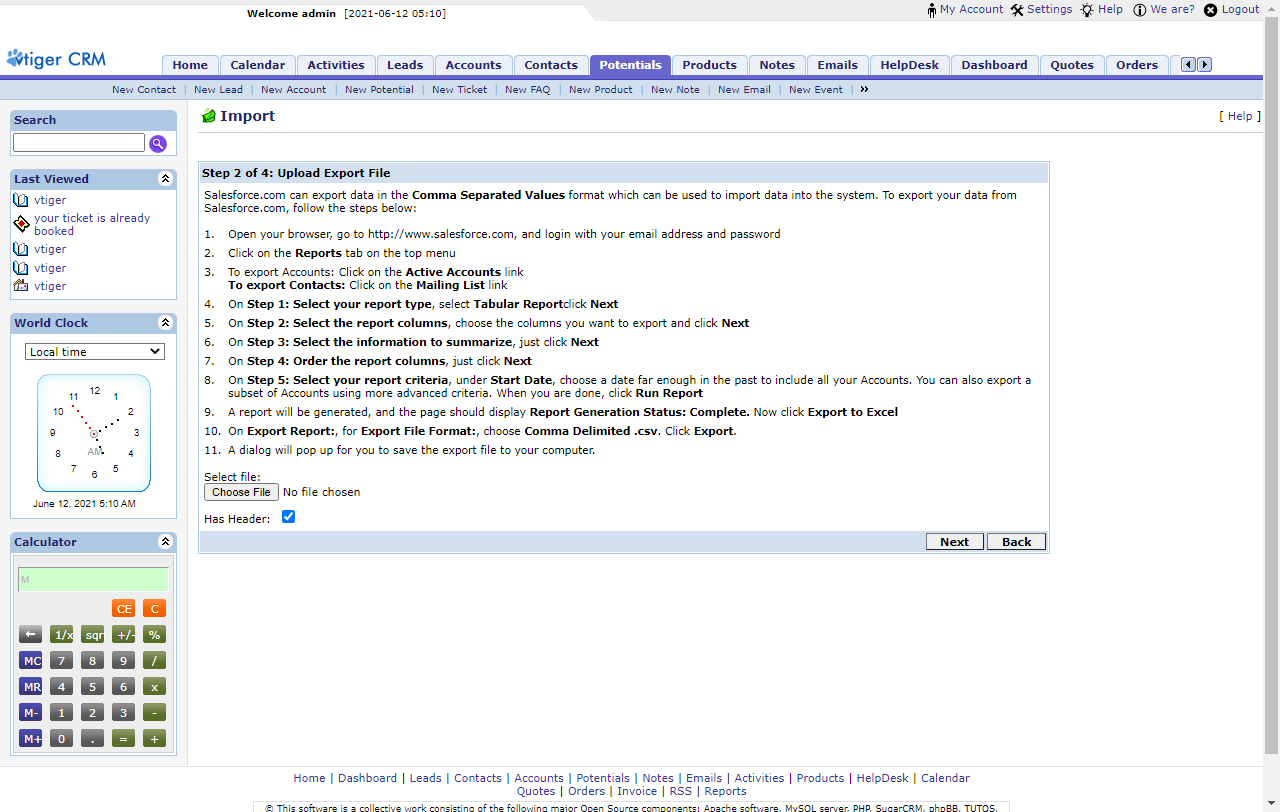 Welcome admin [2021-06-12 05:10]
My Account Settings Help We are? Logout
vtiger CRM
Home Calendar Activities Leads Accounts Contacts Potentials Products Notes Emails HelpDesk Dashboard Quotes Orders
New Contact | New Lead | New Account | New Potential | New Ticket | New FAQ | New Product | New Note | New Email | New Event | »
Search
Last Viewed
vtiger
your ticket is already
booked
vtiger
vtiger
vtiger
World Clock
Local time
12
11 1
10 2
9 3
AM
8 4
7 5
6
June 12, 2021 5:10 AM
Calculator
M
CE C
← 1/x sqr +/- %
MC 7 8 9 /
MR 4 5 6 x
M- 1 2 3 -
M+ 0 . = +
Import
[ Help ]
Step 2 of 4: Upload Export File
Salesforce.com can export data in the Comma Separated Values format which can be used to import data into the system. To export your data from
Salesforce.com, follow the steps below:
1. Open your browser, go to http://www.salesforce.com, and login with your email address and password
2. Click on the Reports tab on the top menu
3. To export Accounts: Click on the Active Accounts link
To export Contacts: Click on the Mailing List link
4. On Step 1: Select your report type, select Tabular Reportclick Next
5. On Step 2: Select the report columns, choose the columns you want to export and click Next
6. On Step 3: Select the information to summarize, just click Next
7. On Step 4: Order the report columns, just click Next
8. On Step 5: Select your report criteria, under Start Date, choose a date far enough in the past to include all your Accounts. You can also export a
subset of Accounts using more advanced criteria. When you are done, click Run Report
9. A report will be generated, and the page should display Report Generation Status: Complete. Now click Export to Excel
10. On Export Report:, for Export File Format:, choose Comma Delimited .csv. Click Export.
11. A dialog will pop up for you to save the export file to your computer.
Select file:
Choose File No file chosen
Has Header:
Next Back
Home | Dashboard | Leads | Contacts | Accounts | Potentials | Notes | Emails | Activities | Products | HelpDesk | Calendar
Quotes | Orders | Invoice | RSS | Reports
© This software is a collective work consisting of the following major Open Source components: Apache software, MySQL server, PHP, SugarCRM, phpBB, TUTOS,